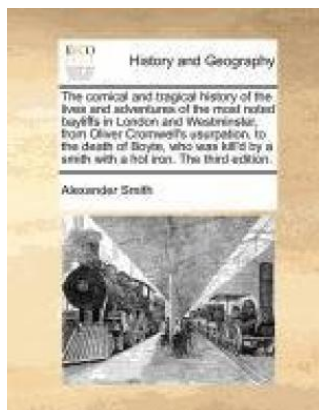 ECCO
History and Geography
The comical and tragical history of the
lives and adventures of the most noted
bayliffs in London and Westminster,
from Oliver Cromwell's usurpation, to
the death of Boyte, who was kill'd by a
smith with a hot iron. The third edition.
Alexander Smith